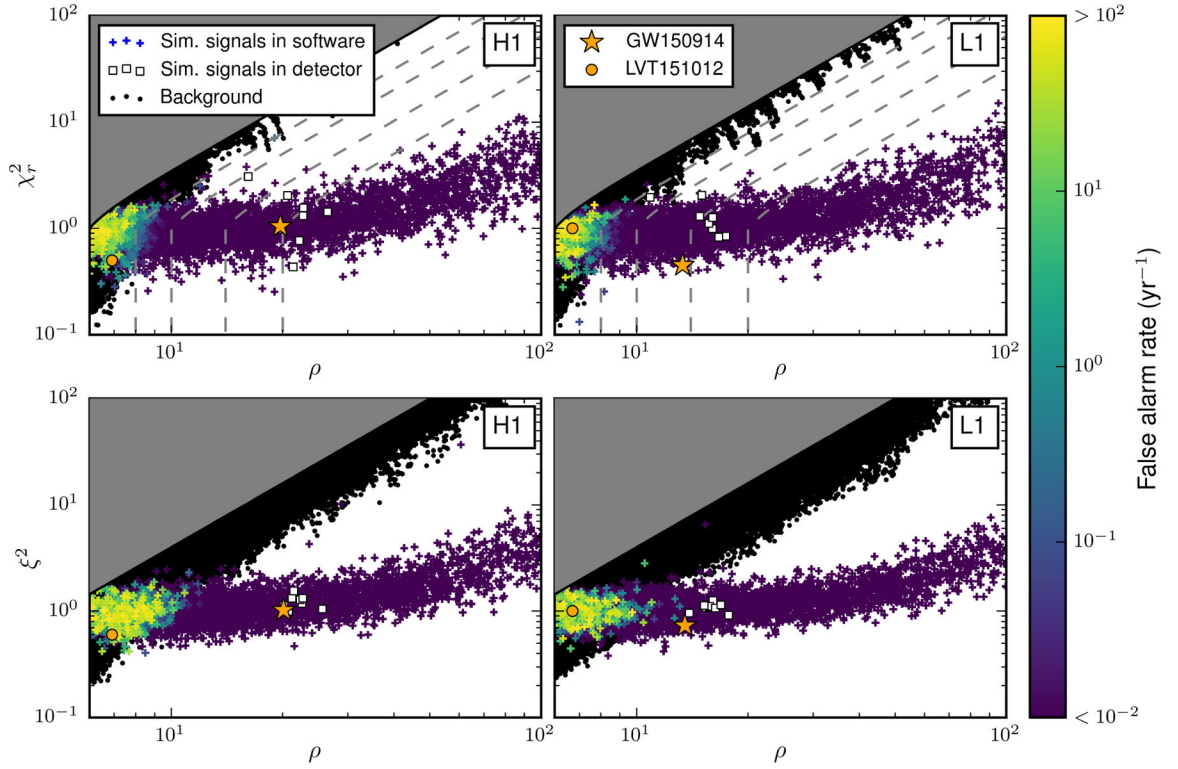 10²
10¹
10⁰
10⁻¹
χ²ᵣ
Sim. signals in software
Sim. signals in detector
Background
H1
10¹
10²
ρ
GW150914
LVT151012
L1
10¹
10²
ρ
10²
10¹
10⁰
10⁻¹
ξ²
H1
10¹
10²
ρ
L1
10¹
10²
ρ
> 10²
10¹
10⁰
10⁻¹
< 10⁻²
False alarm rate (yr⁻¹)